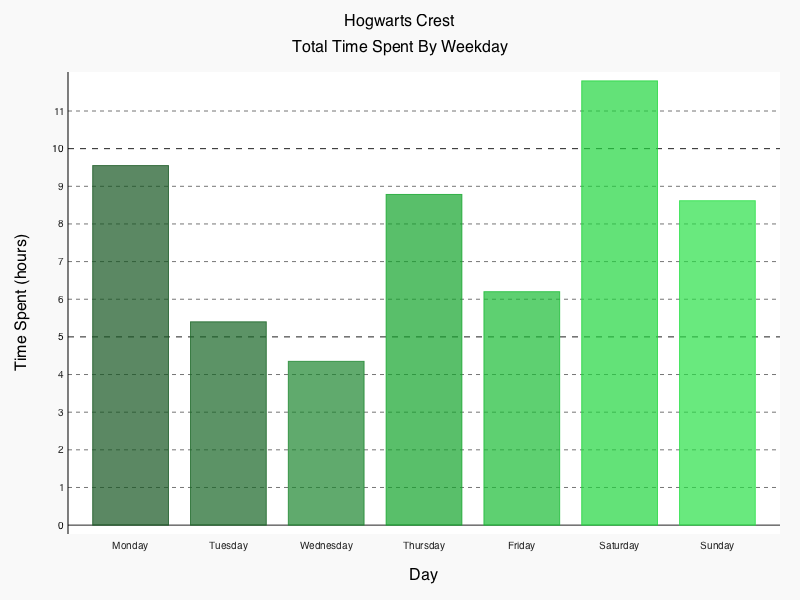 Hogwarts Crest
Total Time Spent By Weekday
Time Spent (hours)
11
10
9
8
7
6
5
4
3
2
1
0
Monday Tuesday Wednesday Thursday Friday Saturday Sunday
Day